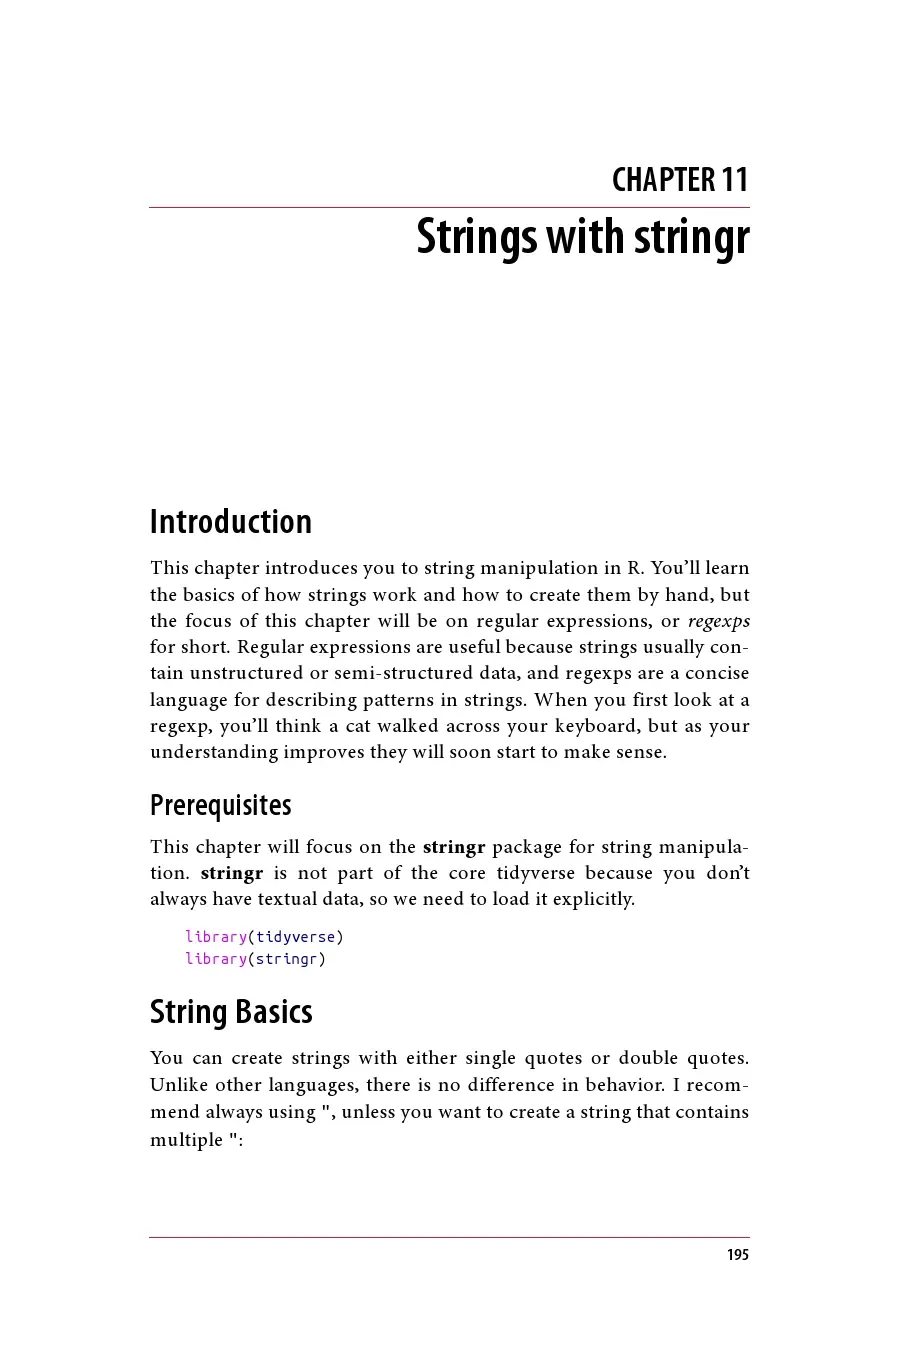 CHAPTER 11
Strings with stringr
Introduction
This chapter introduces you to string manipulation in R. You’ll learn
the basics of how strings work and how to create them by hand, but
the focus of this chapter will be on regular expressions, or regexps
for short. Regular expressions are useful because strings usually con-
tain unstructured or semi-structured data, and regexps are a concise
language for describing patterns in strings. When you first look at a
regexp, you’ll think a cat walked across your keyboard, but as your
understanding improves they will soon start to make sense.
Prerequisites
This chapter will focus on the stringr package for string manipula-
tion. stringr is not part of the core tidyverse because you don’t
always have textual data, so we need to load it explicitly.
library(tidyverse)
library(stringr)
String Basics
You can create strings with either single quotes or double quotes.
Unlike other languages, there is no difference in behavior. I recom-
mend always using ", unless you want to create a string that contains
multiple ":
195